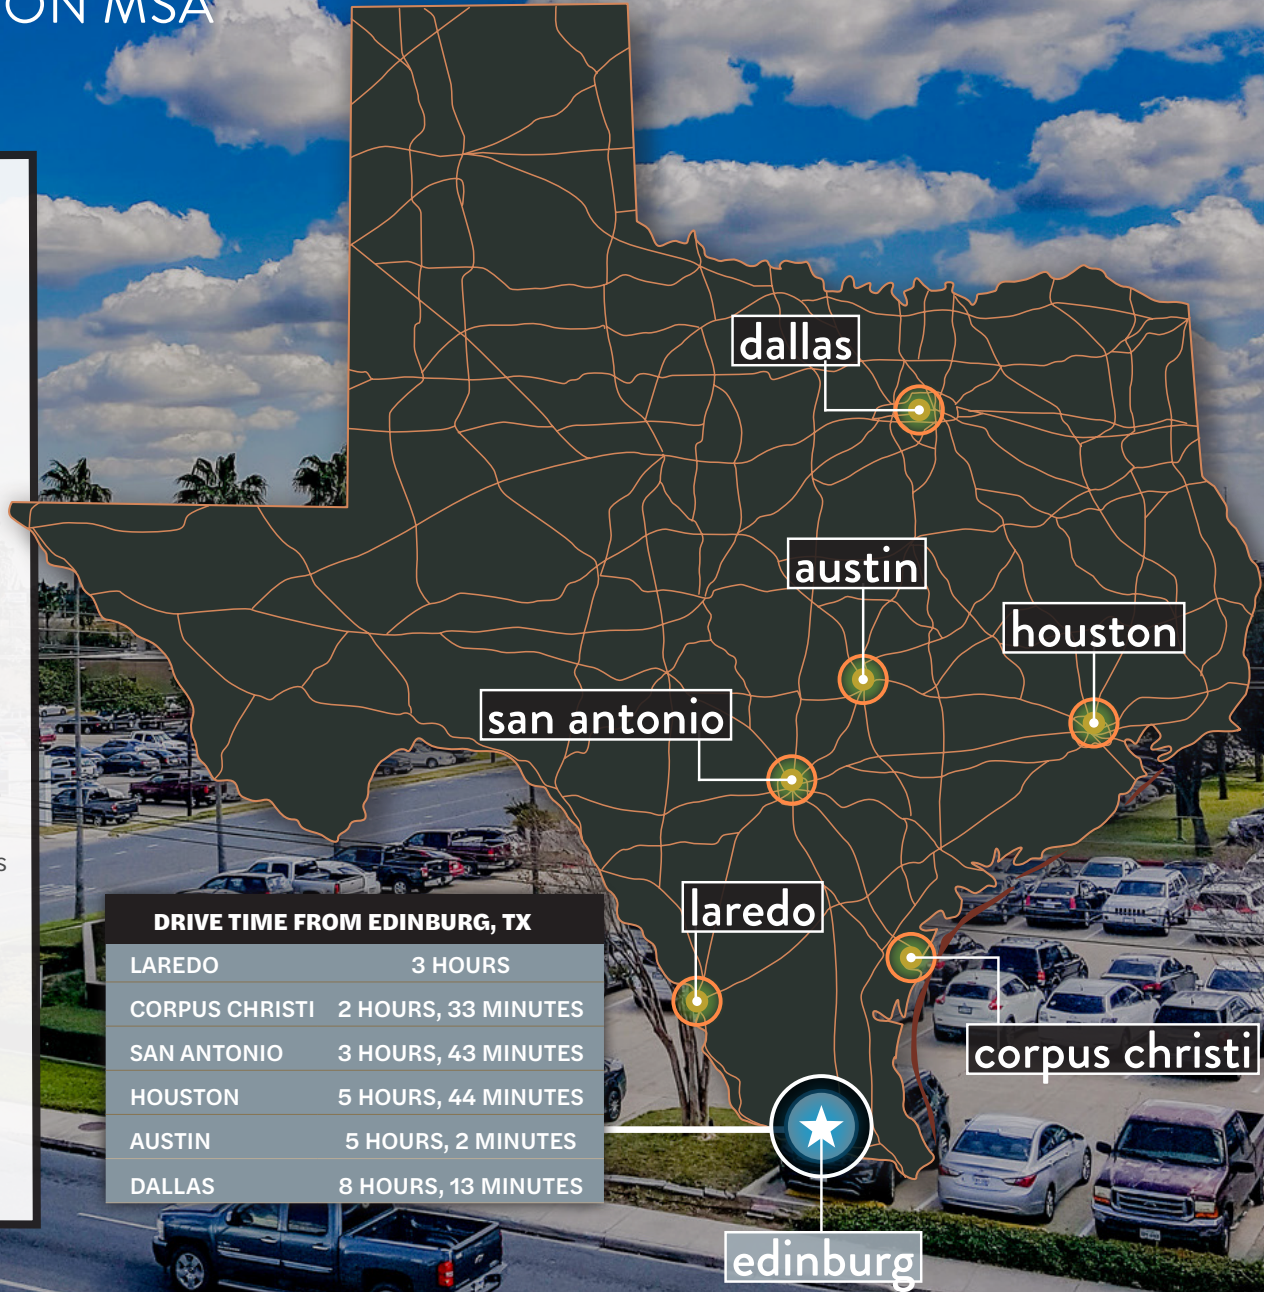 ON MSA
dallas
austin
houston
san antonio
laredo
s
DRIVE TIME FROM EDINBURG, TX
LAREDO 3 HOURS
CORPUS CHRISTI 2 HOURS, 33 MINUTES
SAN ANTONIO 3 HOURS, 43 MINUTES
HOUSTON 5 HOURS, 44 MINUTES
AUSTIN 5 HOURS, 2 MINUTES
DALLAS 8 HOURS, 13 MINUTES
corpus christi
edinburg